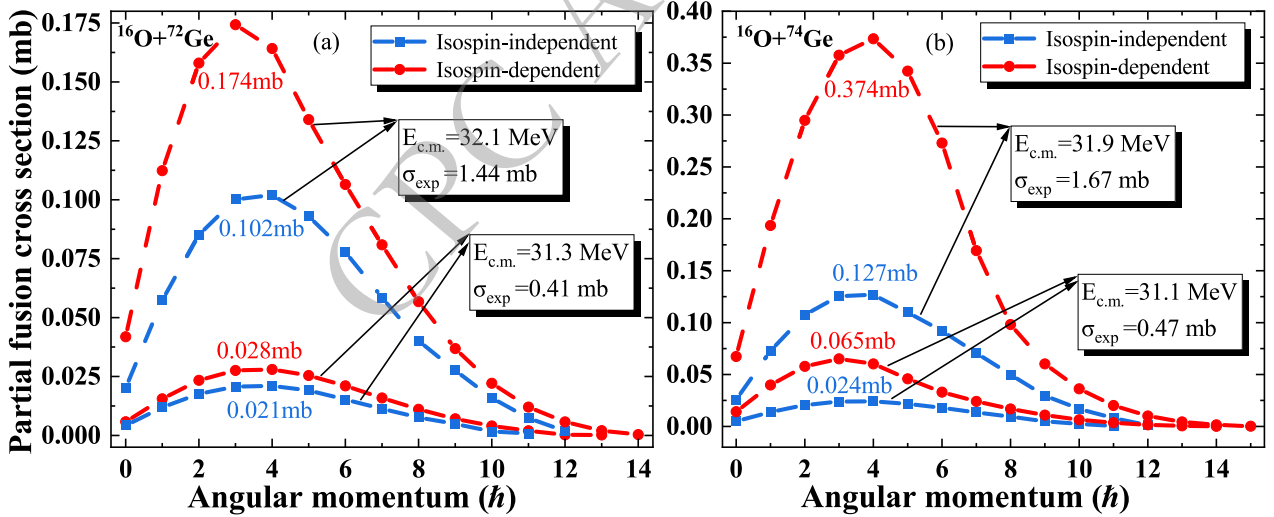 Partial fusion cross section (mb)
0.175
0.150
0.125
0.100
0.075
0.050
0.025
0.000
¹⁶O+⁷²Ge
(a)
Isospin-independent
Isospin-dependent
0.174mb
E_c.m.=32.1 MeV
σ_exp=1.44 mb
0.102mb
E_c.m.=31.3 MeV
σ_exp=0.41 mb
0.028mb
0.021mb
0 2 4 6 8 10 12 14
Angular momentum (ℏ)
CPC A
0.40
0.35
0.30
0.25
0.20
0.15
0.10
0.05
0.00
¹⁶O+⁷⁴Ge
(b)
Isospin-independent
Isospin-dependent
0.374mb
E_c.m.=31.9 MeV
σ_exp=1.67 mb
0.127mb
E_c.m.=31.1 MeV
σ_exp=0.47 mb
0.065mb
0.024mb
0 2 4 6 8 10 12 14
Angular momentum (ℏ)